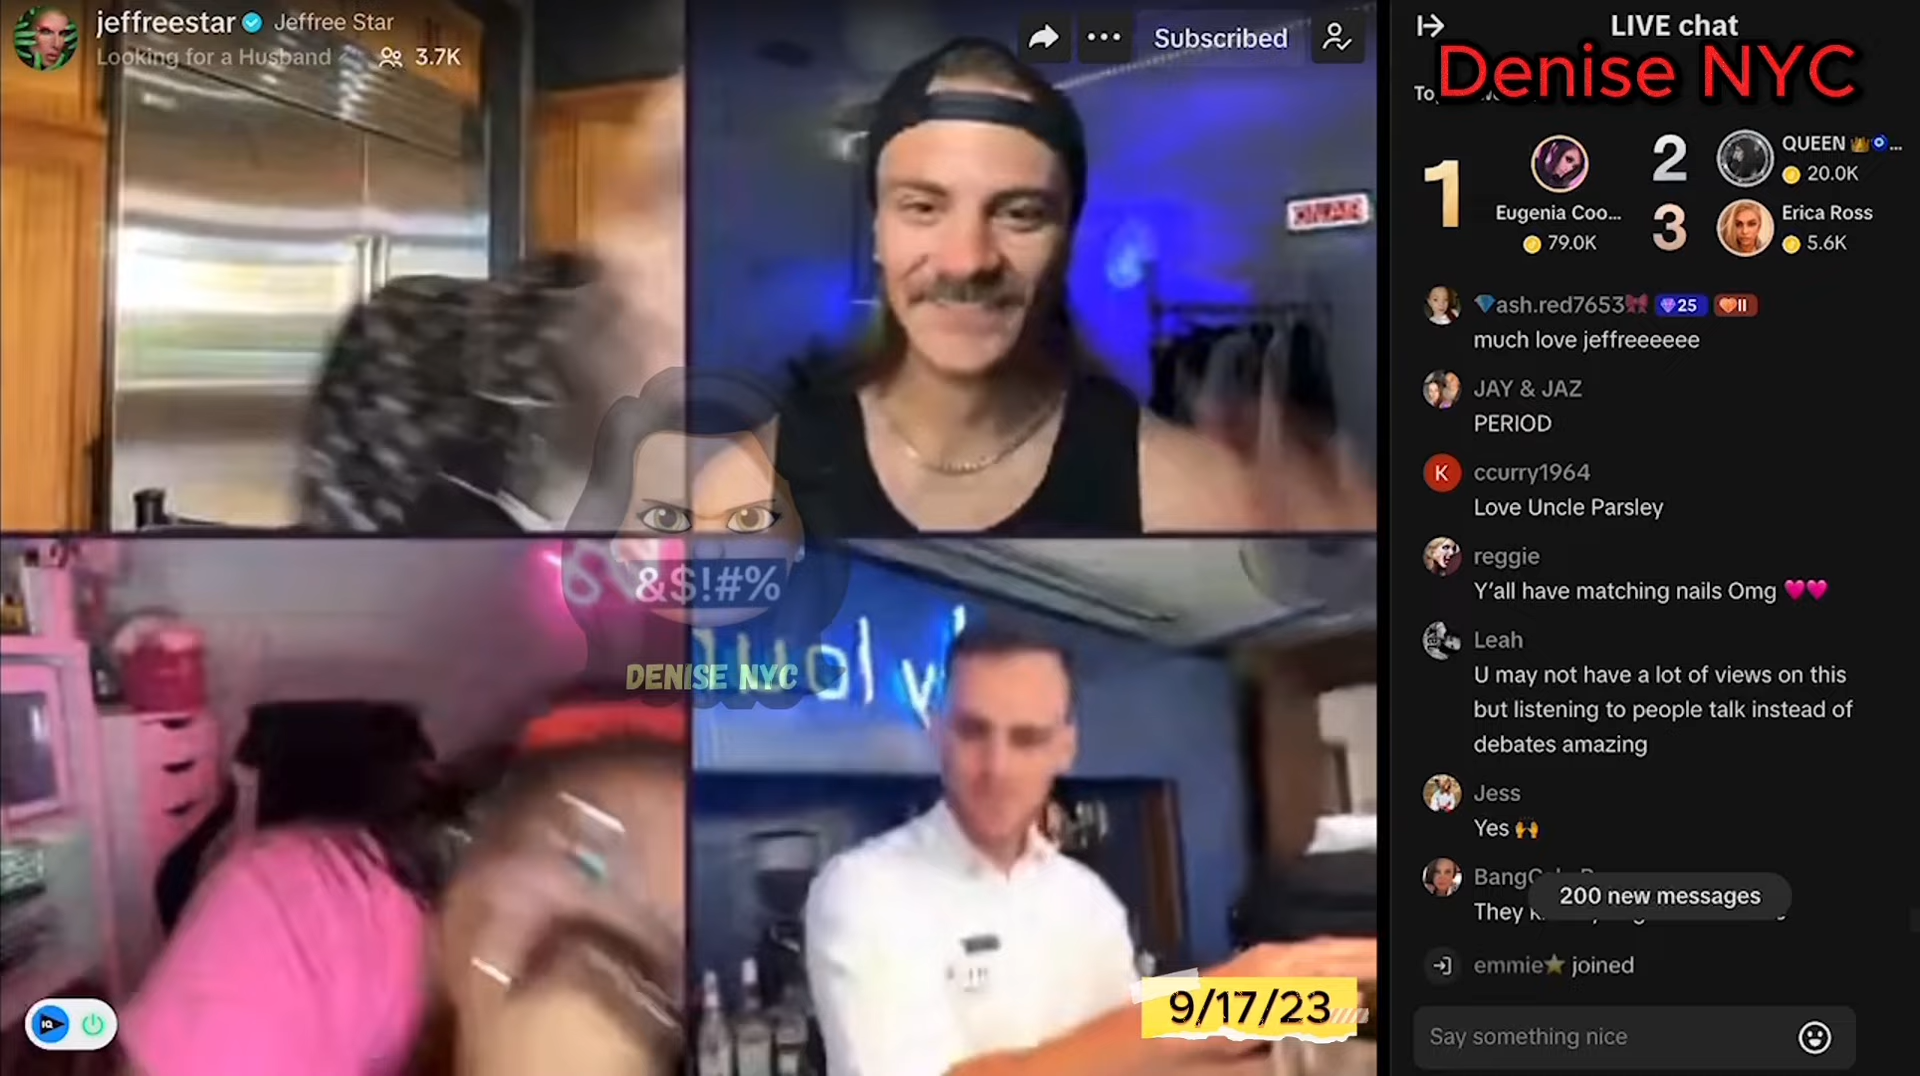 jeffreestar Jeffree Star
Looking for a Husband
3.7K
Subscribed
LIVE chat
Denise NYC
1
Eugenia Coo...
79.0K
2
QUEEN ...
20.0K
3
Erica Ross
5.6K
ash.red7653 25 II
much love jeffreeeeee
JAY & JAZ
PERIOD
K ccurry1964
Love Uncle Parsley
reggie
Y'all have matching nails Omg
Leah
U may not have a lot of views on this
but listening to people talk instead of
debates amazing
Jess
Yes
They
200 new messages
emmie joined
Say something nice
ON AIR
&$!#%
DENISE NYC
IQ
9/17/23